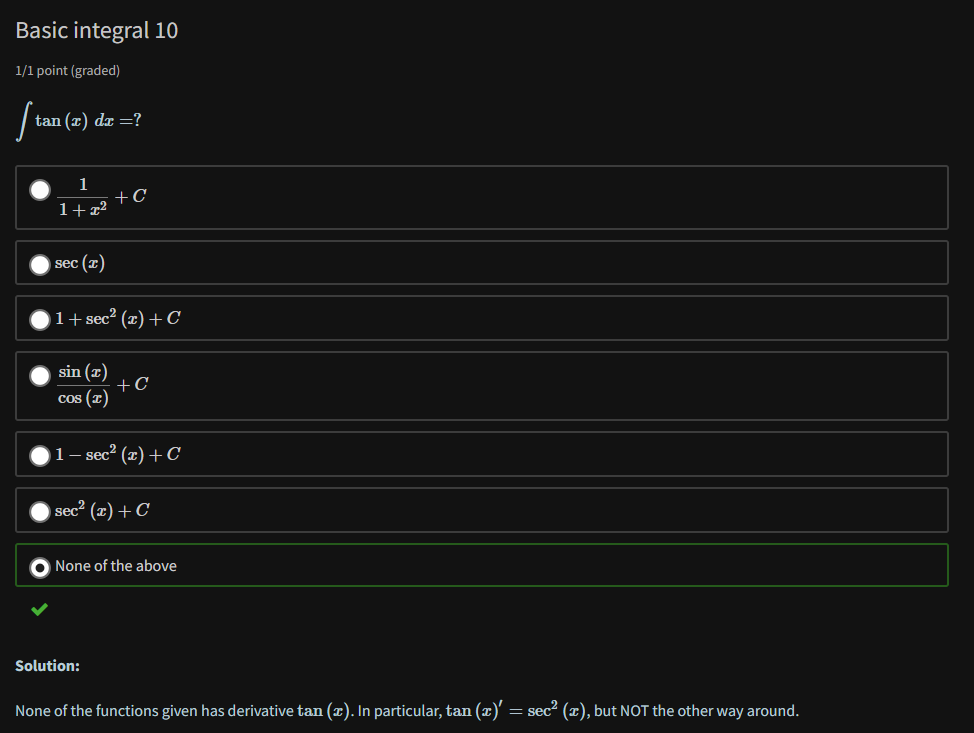 Basic integral 10
1/1 point (graded)
∫ tan (x) dx =?
1/(1 + x²) + C
sec (x)
1 + sec² (x) + C
sin (x)/cos (x) + C
1 − sec² (x) + C
sec² (x) + C
None of the above
Solution:
None of the functions given has derivative tan (x). In particular, tan (x)′ = sec² (x), but NOT the other way around.